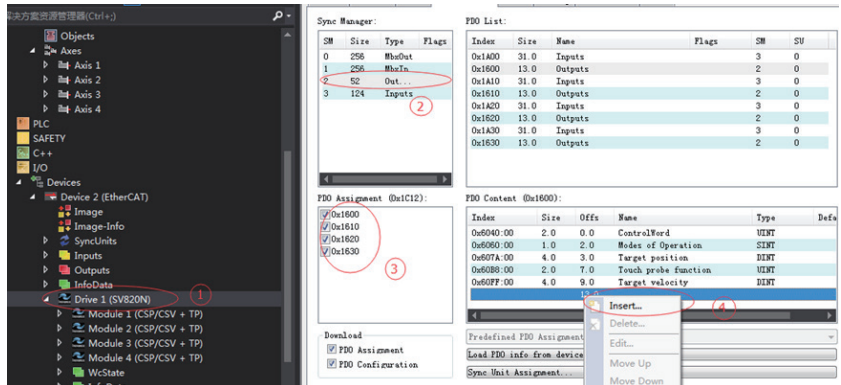 解决方案资源管理器(Ctrl+;)
Objects
Axes
Axis 1
Axis 2
Axis 3
Axis 4
PLC
SAFETY
C++
I/O
Devices
Device 2 (EtherCAT)
Image
Image-Info
SyncUnits
Inputs
Outputs
InfoData
Drive 1 (SV820N) ①
Module 1 (CSP/CSV + TP)
Module 2 (CSP/CSV + TP)
Module 3 (CSP/CSV + TP)
Module 4 (CSP/CSV + TP)
WcState
Sync Manager:
SM Size Type Flags
0 256 MbxOut
1 256 MbxIn
2 52 Out...
3 124 Inputs
②
PDO List:
Index Size Name Flags SM SU
0x1A00 31.0 Inputs 3 0
0x1600 13.0 Outputs 2 0
0x1A10 31.0 Inputs 3 0
0x1610 13.0 Outputs 2 0
0x1A20 31.0 Inputs 3 0
0x1620 13.0 Outputs 2 0
0x1A30 31.0 Inputs 3 0
0x1630 13.0 Outputs 2 0
PDO Assignment (0x1C12):
0x1600
0x1610
0x1620
0x1630
③
PDO Content (0x1600):
Index Size Offs Name Type Defa
0x6040:00 2.0 0.0 ControlWord UINT
0x6060:00 1.0 2.0 Modes of Operation SINT
0x607A:00 4.0 3.0 Target position DINT
0x60B8:00 2.0 7.0 Touch probe function UINT
0x60FF:00 4.0 9.0 Target velocity DINT
13.0
Insert... ④
Delete...
Edit...
Move Up
Move Down
Download
PDO Assignment
PDO Configuration
Predefined PDO Assignment
Load PDO info from device
Sync Unit Assignment...